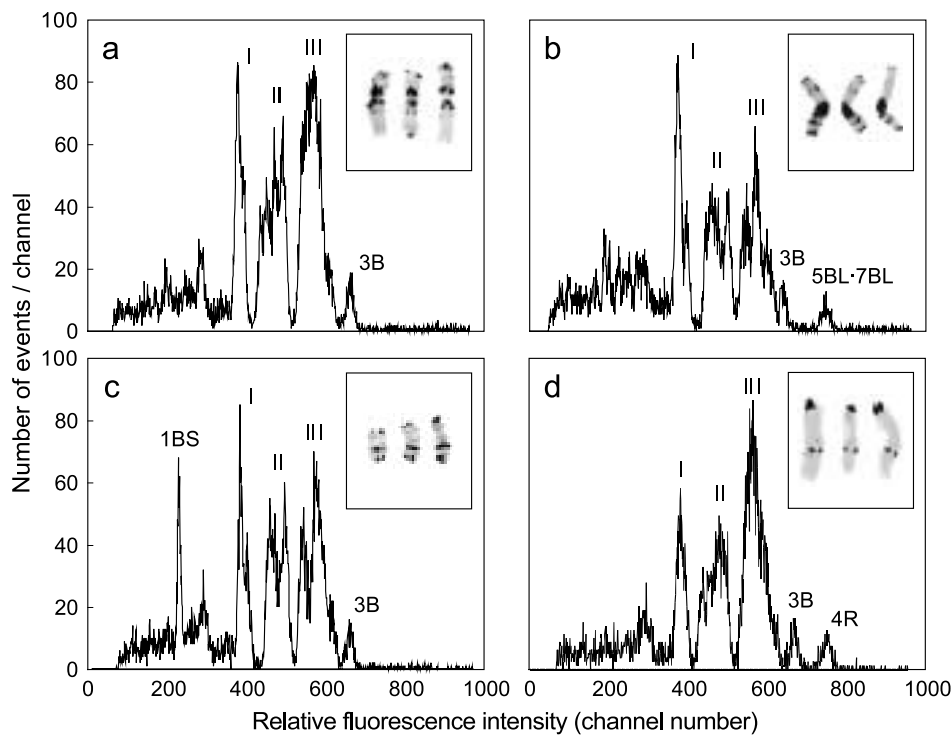 a
I
II
III
3B
b
I
II
III
3B
5BL·7BL
c
1BS
I
II
III
3B
d
I
II
III
3B
4R
100
80
60
40
20
0
100
80
60
40
20
0
0 200 400 600 800 1000
0 200 400 600 800 1000
Number of events / channel
Relative fluorescence intensity (channel number)